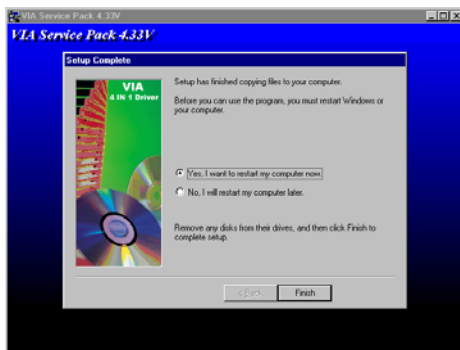 VIA Service Pack 4.33V
VIA Service Pack 4.33V
Setup Complete
VIA
4 IN 1 Driver
Setup has finished copying files to your computer.
Before you can use the program, you must restart Windows or
your computer.
Yes, I want to restart my computer now.
No, I will restart my computer later.
Remove any disks from their drives, and then click Finish to
complete setup.
< Back
Finish